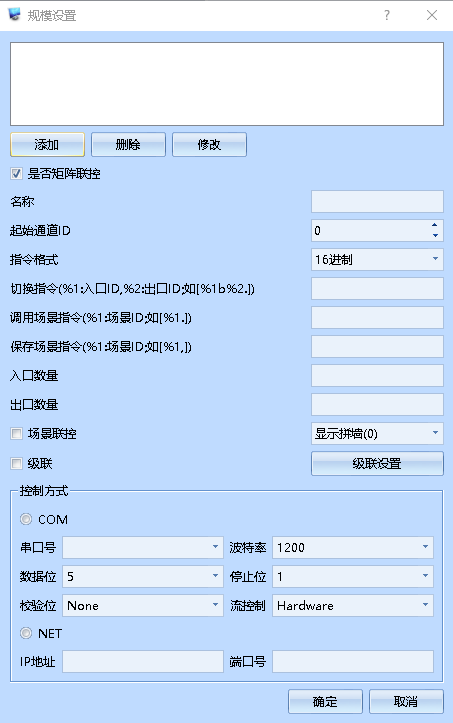 规模设置
添加 删除 修改
是否矩阵联控
名称
起始通道ID 0
指令格式 16进制
切换指令(%1:入口ID,%2:出口ID;如[%1b%2.])
调用场景指令(%1:场景ID;如[%1.])
保存场景指令(%1:场景ID;如[%1,])
入口数量
出口数量
场景联控 显示拼墙(0)
级联 级联设置
控制方式
COM
串口号 波特率 1200
数据位 5 停止位 1
校验位 None 流控制 Hardware
NET
IP地址 端口号
确定 取消